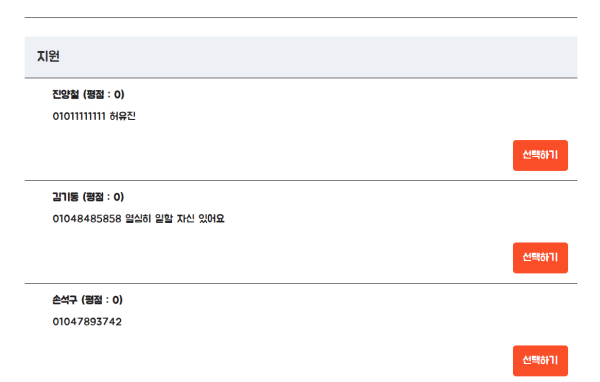 지원
진양철 (평점 : 0)
01011111111 허유진
선택하기
김기동 (평점 : 0)
01048485858 열심히 일할 자신 있어요
선택하기
손석구 (평점 : 0)
01047893742
선택하기